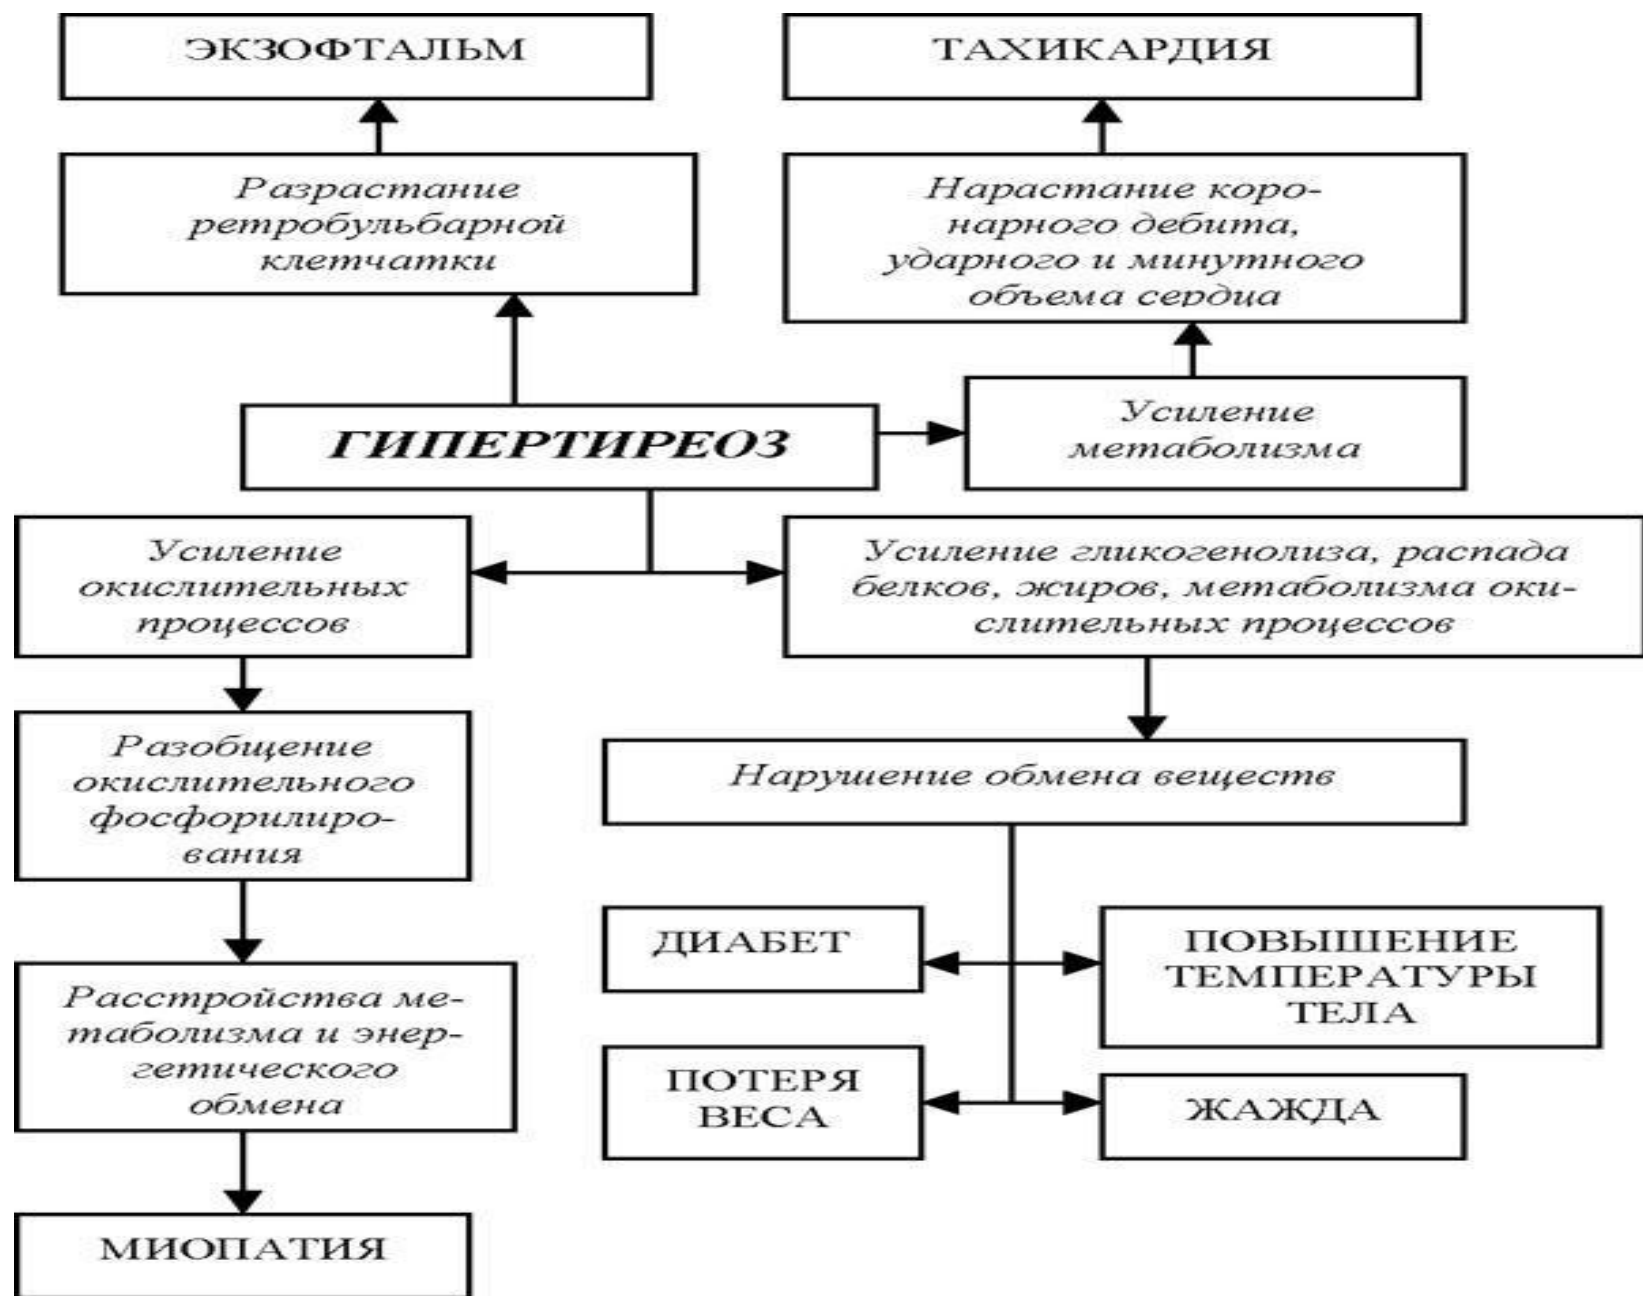 ЭКЗОФТАЛЬМ
ТАХИКАРДИЯ
Разрастание
ретробульбарной
клетчатки
Нарастание коро-
нарного дебита,
ударного и минутного
объема сердца
ГИПЕРТИРЕОЗ
Усиление
метаболизма
Усиление
окислительных
процессов
Усиление гликогенолиза, распада
белков, жиров, метаболизма оки-
слительных процессов
Разобщение
окислительного
фосфорилиро-
вания
Нарушение обмена веществ
ДИАБЕТ
ПОВЫШЕНИЕ
ТЕМПЕРАТУРЫ
ТЕЛА
Расстройства ме-
таболизма и энер-
гетического
обмена
ПОТЕРЯ
ВЕСА
ЖАЖДА
МИОПАТИЯ